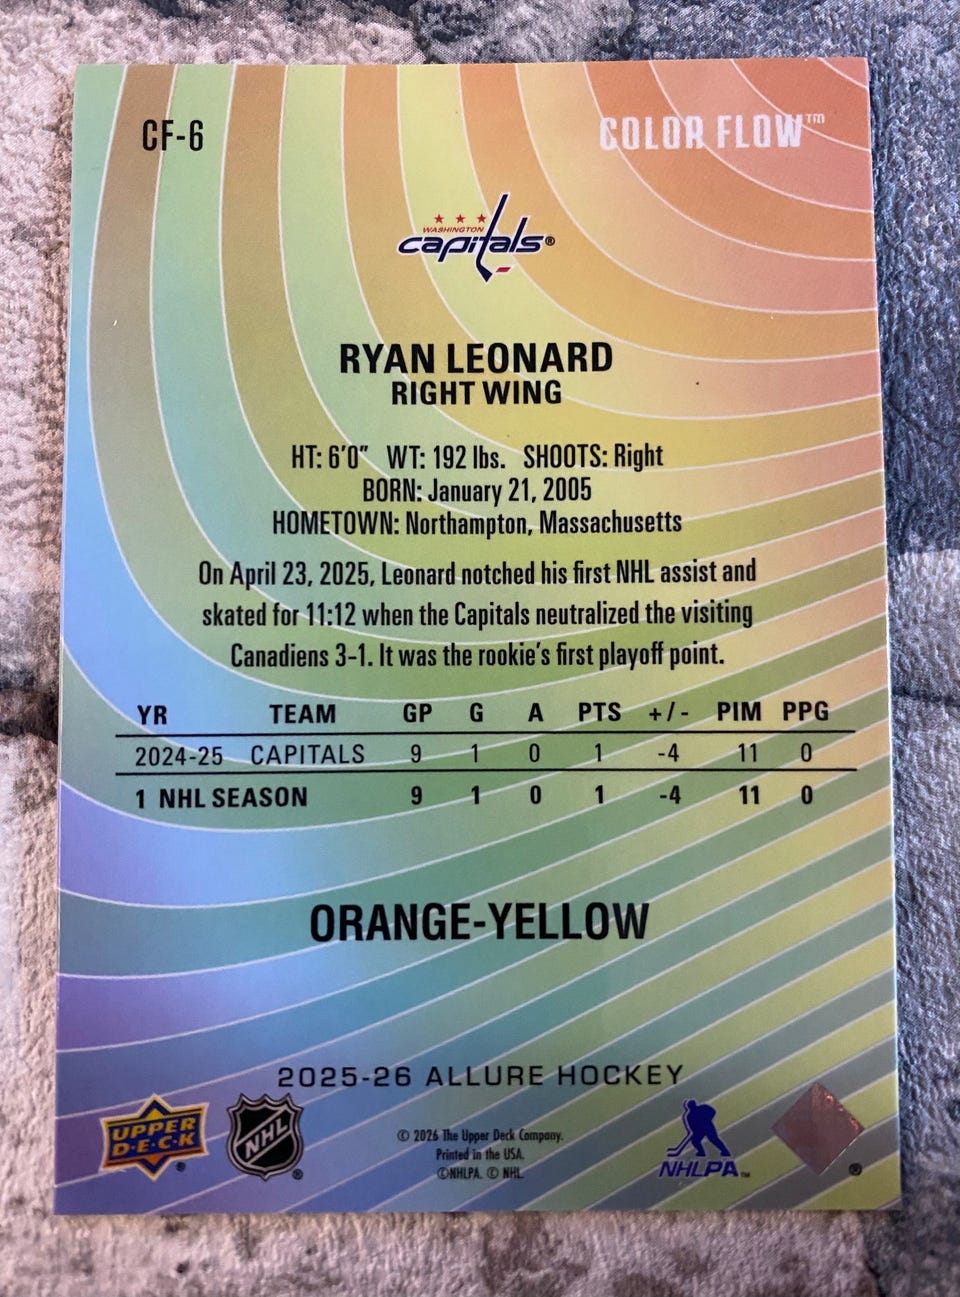 CF-6
COLOR FLOW™
WASHINGTON
capitals®
RYAN LEONARD
RIGHT WING
HT: 6'0" WT: 192 lbs. SHOOTS: Right
BORN: January 21, 2005
HOMETOWN: Northampton, Massachusetts
On April 23, 2025, Leonard notched his first NHL assist and
skated for 11:12 when the Capitals neutralized the visiting
Canadiens 3-1. It was the rookie's first playoff point.
YR TEAM GP G A PTS +/- PIM PPG
2024-25 CAPITALS 9 1 0 1 -4 11 0
1 NHL SEASON 9 1 0 1 -4 11 0
ORANGE-YELLOW
2025-26 ALLURE HOCKEY
UPPER
D·E·C·K
®
NHL
®
© 2026 The Upper Deck Company.
Printed in the USA.
©NHLPA. © NHL.
NHLPA™
®